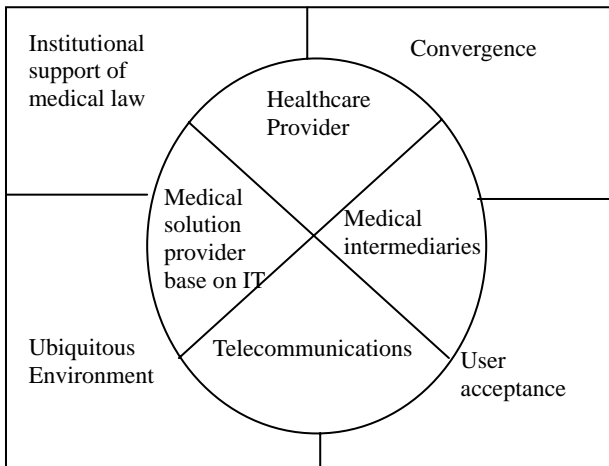 Institutional
support of
medical law
Convergence
Healthcare
Provider
Medical
solution
provider
base on IT
Medical
intermediaries
Telecommunications
Ubiquitous
Environment
User
acceptance